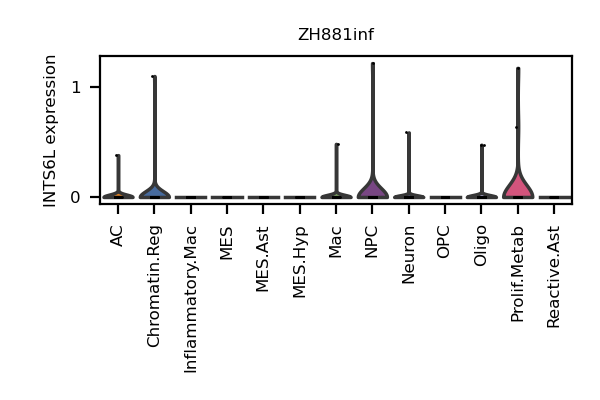 ZH881inf
INTS6L expression
1
0
AC
Chromatin.Reg
Inflammatory.Mac
MES
MES.Ast
MES.Hyp
Mac
NPC
Neuron
OPC
Oligo
Prolif.Metab
Reactive.Ast